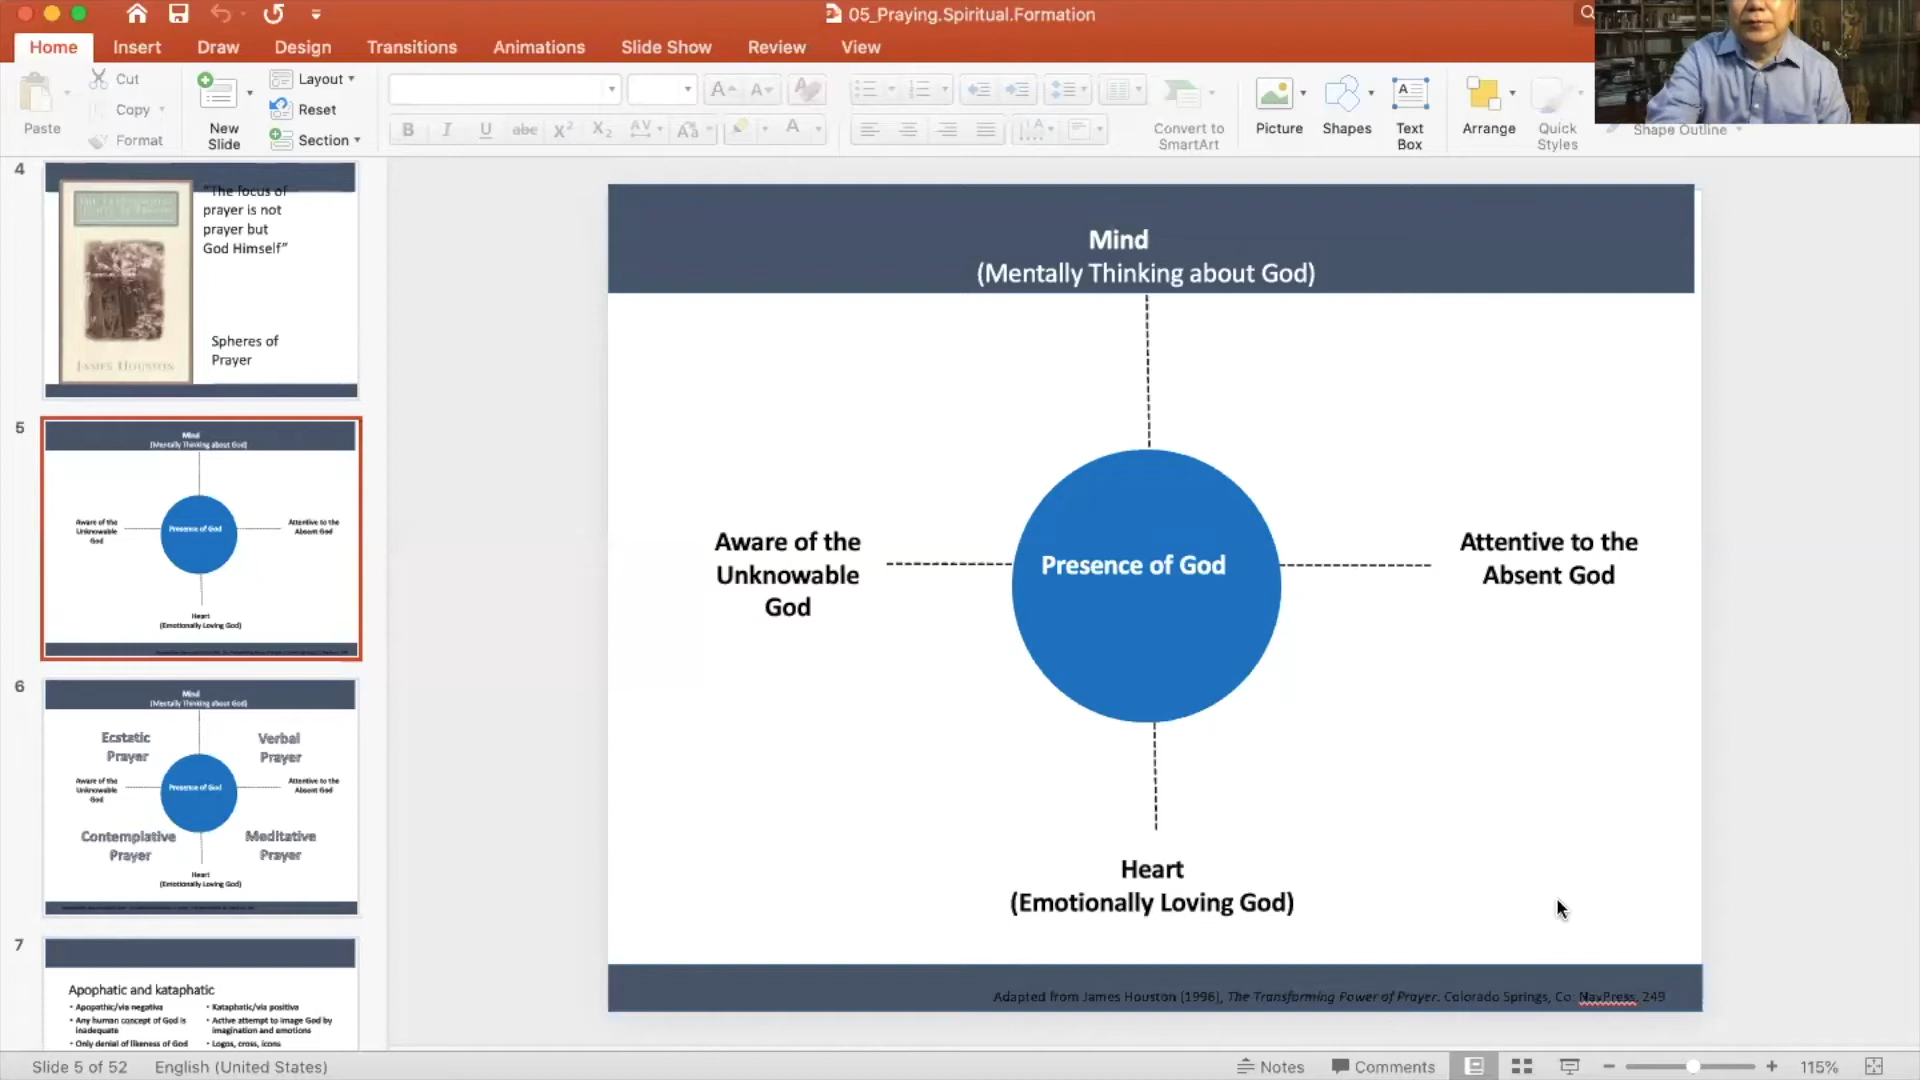 05_Praying.Spiritual.Formation
Home Insert Draw Design Transitions Animations Slide Show Review View
Paste
Cut
Copy
Format
New
Slide
Layout
Reset
Section
B I U abc X² X₂ AV Aa A
Convert to
SmartArt
Picture
Shapes
Text
Box
Arrange
Quick
Styles
Shape Outline
4
"The focus of
prayer is not
prayer but
God Himself"
Spheres of
Prayer
JAMES HOUSTON
5
Mind
(Mentally Thinking about God)
Aware of the
Unknowable
God
Presence of God
Attentive to the
Absent God
Heart
(Emotionally Loving God)
6
Mind
(Mentally Thinking about God)
Ecstatic
Prayer
Verbal
Prayer
Aware of the
Unknowable
God
Presence of God
Attentive to the
Absent God
Contemplative
Prayer
Meditative
Prayer
Heart
(Emotionally Loving God)
7
Apophatic and kataphatic
• Apopathic/via negativa
• Any human concept of God is
inadequate
• Only denial of likeness of God
• Kataphatic/via positiva
• Active attempt to image God by
imagination and emotions
• Logos, cross, icons
Mind
(Mentally Thinking about God)
Aware of the
Unknowable
God
Presence of God
Attentive to the
Absent God
Heart
(Emotionally Loving God)
Adapted from James Houston (1996), The Transforming Power of Prayer. Colorado Springs, Co: NavPress, 249
Slide 5 of 52
English (United States)
Notes
Comments
115%